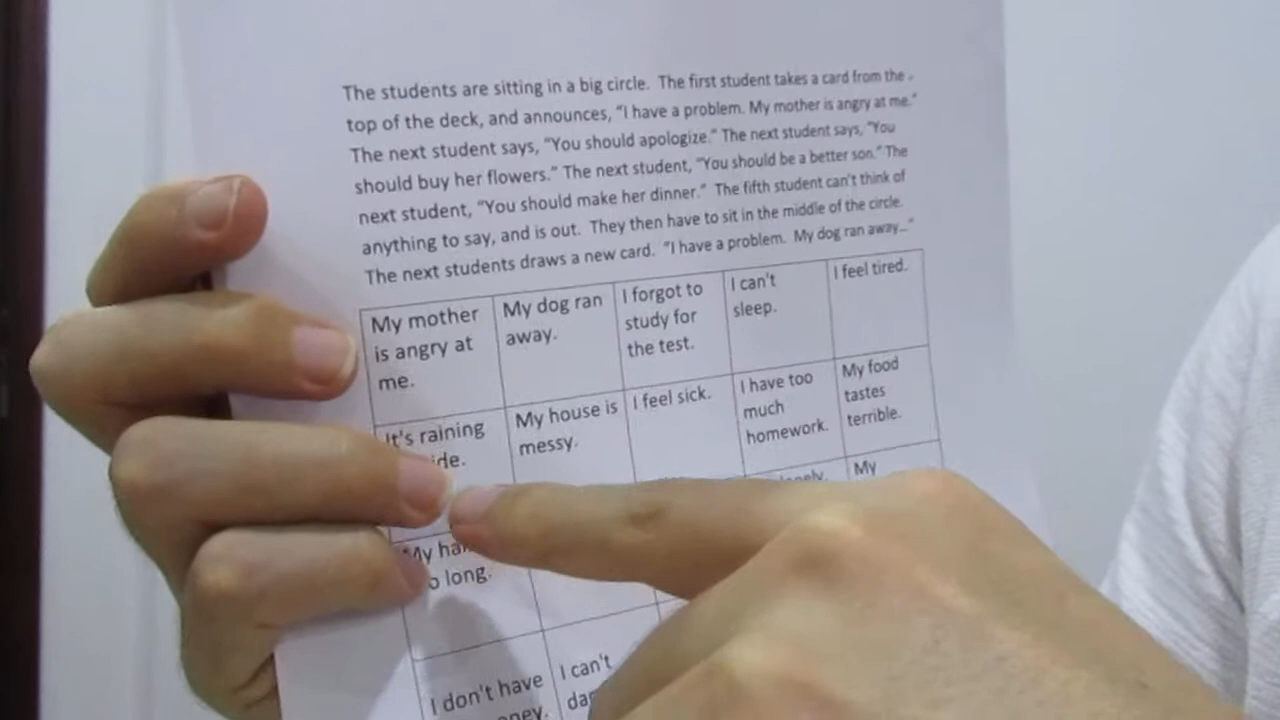 The students are sitting in a big circle. The first student takes a card from the
top of the deck, and announces, "I have a problem. My mother is angry at me."
The next student says, "You should apologize." The next student says, "You
should buy her flowers." The next student, "You should be a better son." The
next student, "You should make her dinner." The fifth student can't think of
anything to say, and is out. They then have to sit in the middle of the circle.
The next students draws a new card. "I have a problem. My dog ran away..."
My mother
is angry at
me.
My dog ran
away.
I forgot to
study for
the test.
I can't
sleep.
I feel tired.
It's raining
My house is
messy.
I feel sick.
I have too
much
homework.
My food
tastes
terrible.
My
My
long.
I don't have
I can't